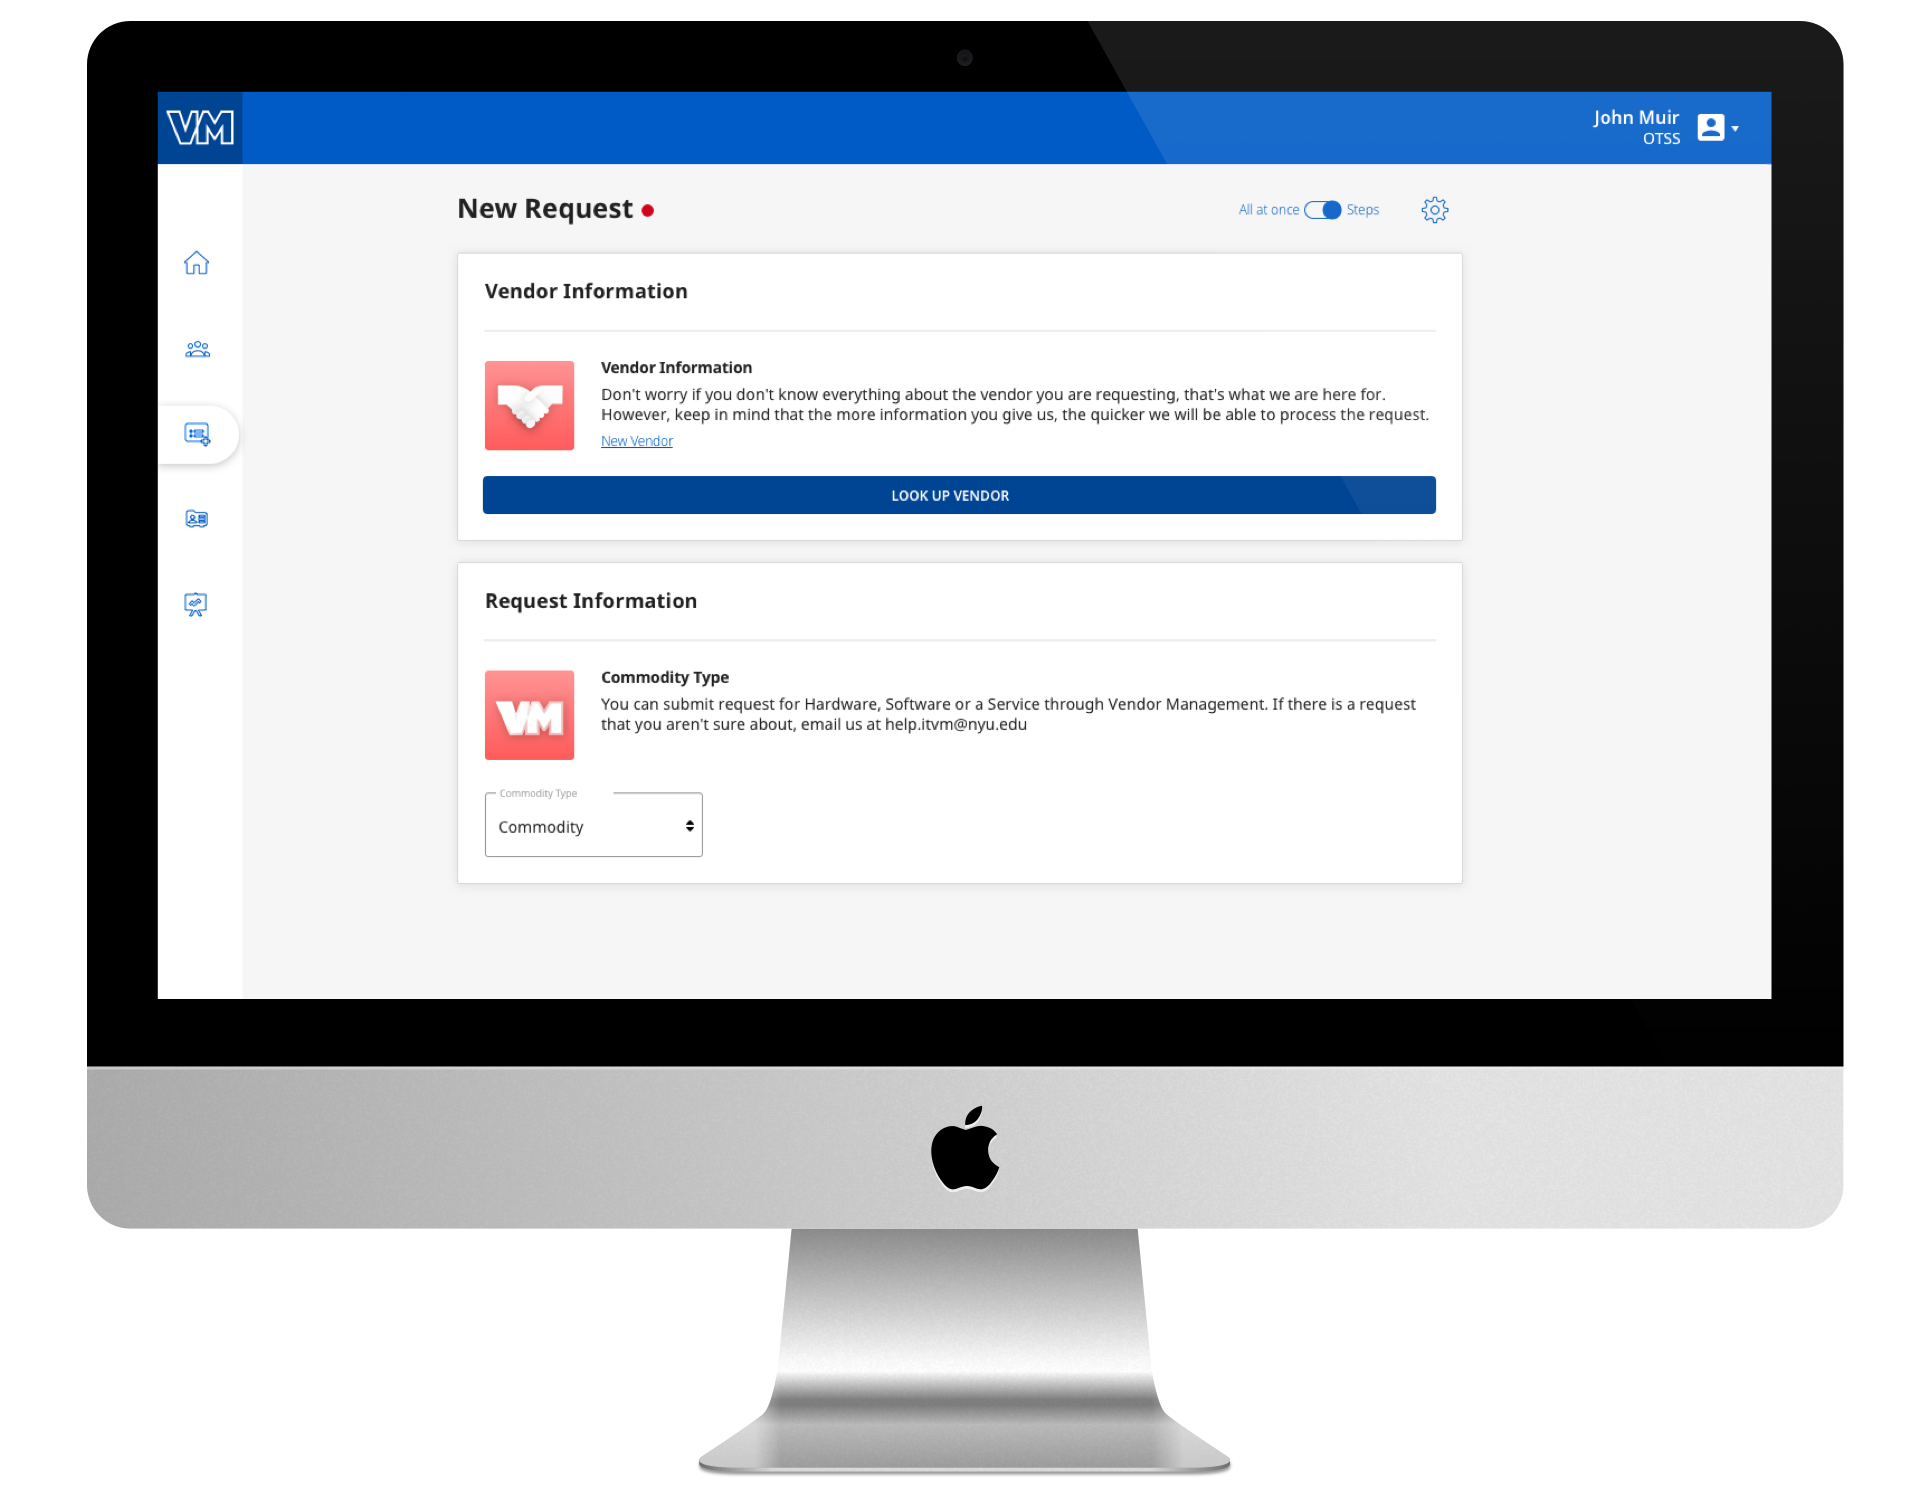 VM
John Muir
OTSS
New Request
All at once
Steps
Vendor Information
Vendor Information
Don't worry if you don't know everything about the vendor you are requesting, that's what we are here for.
However, keep in mind that the more information you give us, the quicker we will be able to process the request.
New Vendor
LOOK UP VENDOR
Request Information
Commodity Type
VM
You can submit request for Hardware, Software or a Service through Vendor Management. If there is a request
that you aren't sure about, email us at help.itvm@nyu.edu
Commodity Type
Commodity